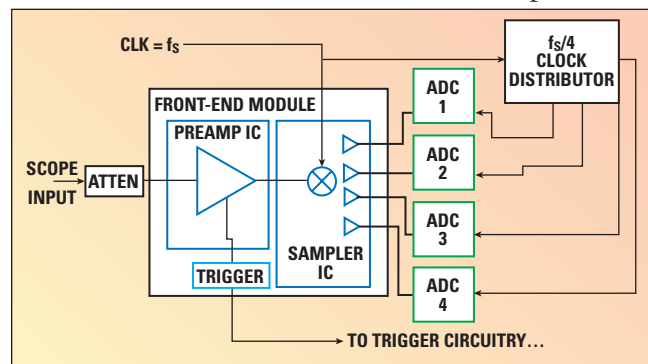 CLK = fS
fS/4
CLOCK
DISTRIBUTOR
FRONT-END MODULE
PREAMP IC
ADC
1
SCOPE
INPUT
ATTEN
ADC
2
SAMPLER
IC
ADC
3
TRIGGER
ADC
4
TO TRIGGER CIRCUITRY...